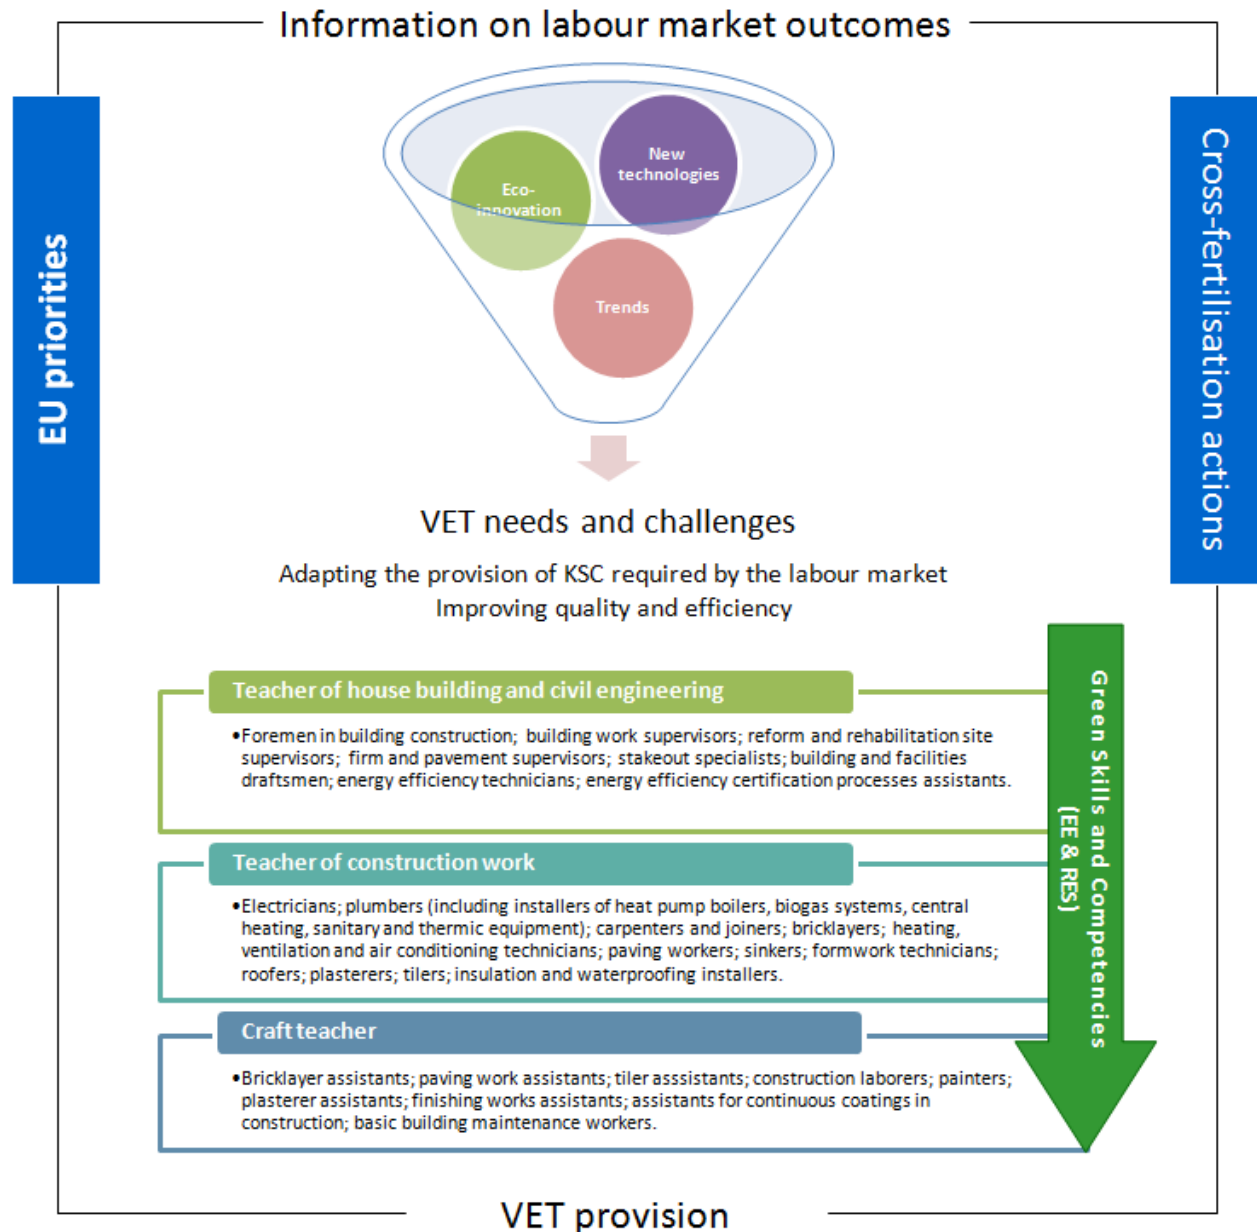 Information on labour market outcomes
EU priorities
Cross-fertilisation actions
New
technologies
Eco-
innovation
Trends
VET needs and challenges
Adapting the provision of KSC required by the labour market
Improving quality and efficiency
Green Skills and Competencies
(EE & RES)
Teacher of house building and civil engineering
•Foremen in building construction; building work supervisors; reform and rehabilitation site
supervisors; firm and pavement supervisors; stakeout specialists; building and facilities
draftsmen; energy efficiency technicians; energy efficiency certification processes assistants.
Teacher of construction work
•Electricians; plumbers (including installers of heat pump boilers, biogas systems, central
heating, sanitary and thermic equipment); carpenters and joiners; bricklayers; heating,
ventilation and air conditioning technicians; paving workers; sinkers; formwork technicians;
roofers; plasterers; tilers; insulation and waterproofing installers.
Craft teacher
•Bricklayer assistants; paving work assistants; tiler asssistants; construction laborers; painters;
plasterer assistants; finishing works assistants; assistants for continuous coatings in
construction; basic building maintenance workers.
VET provision